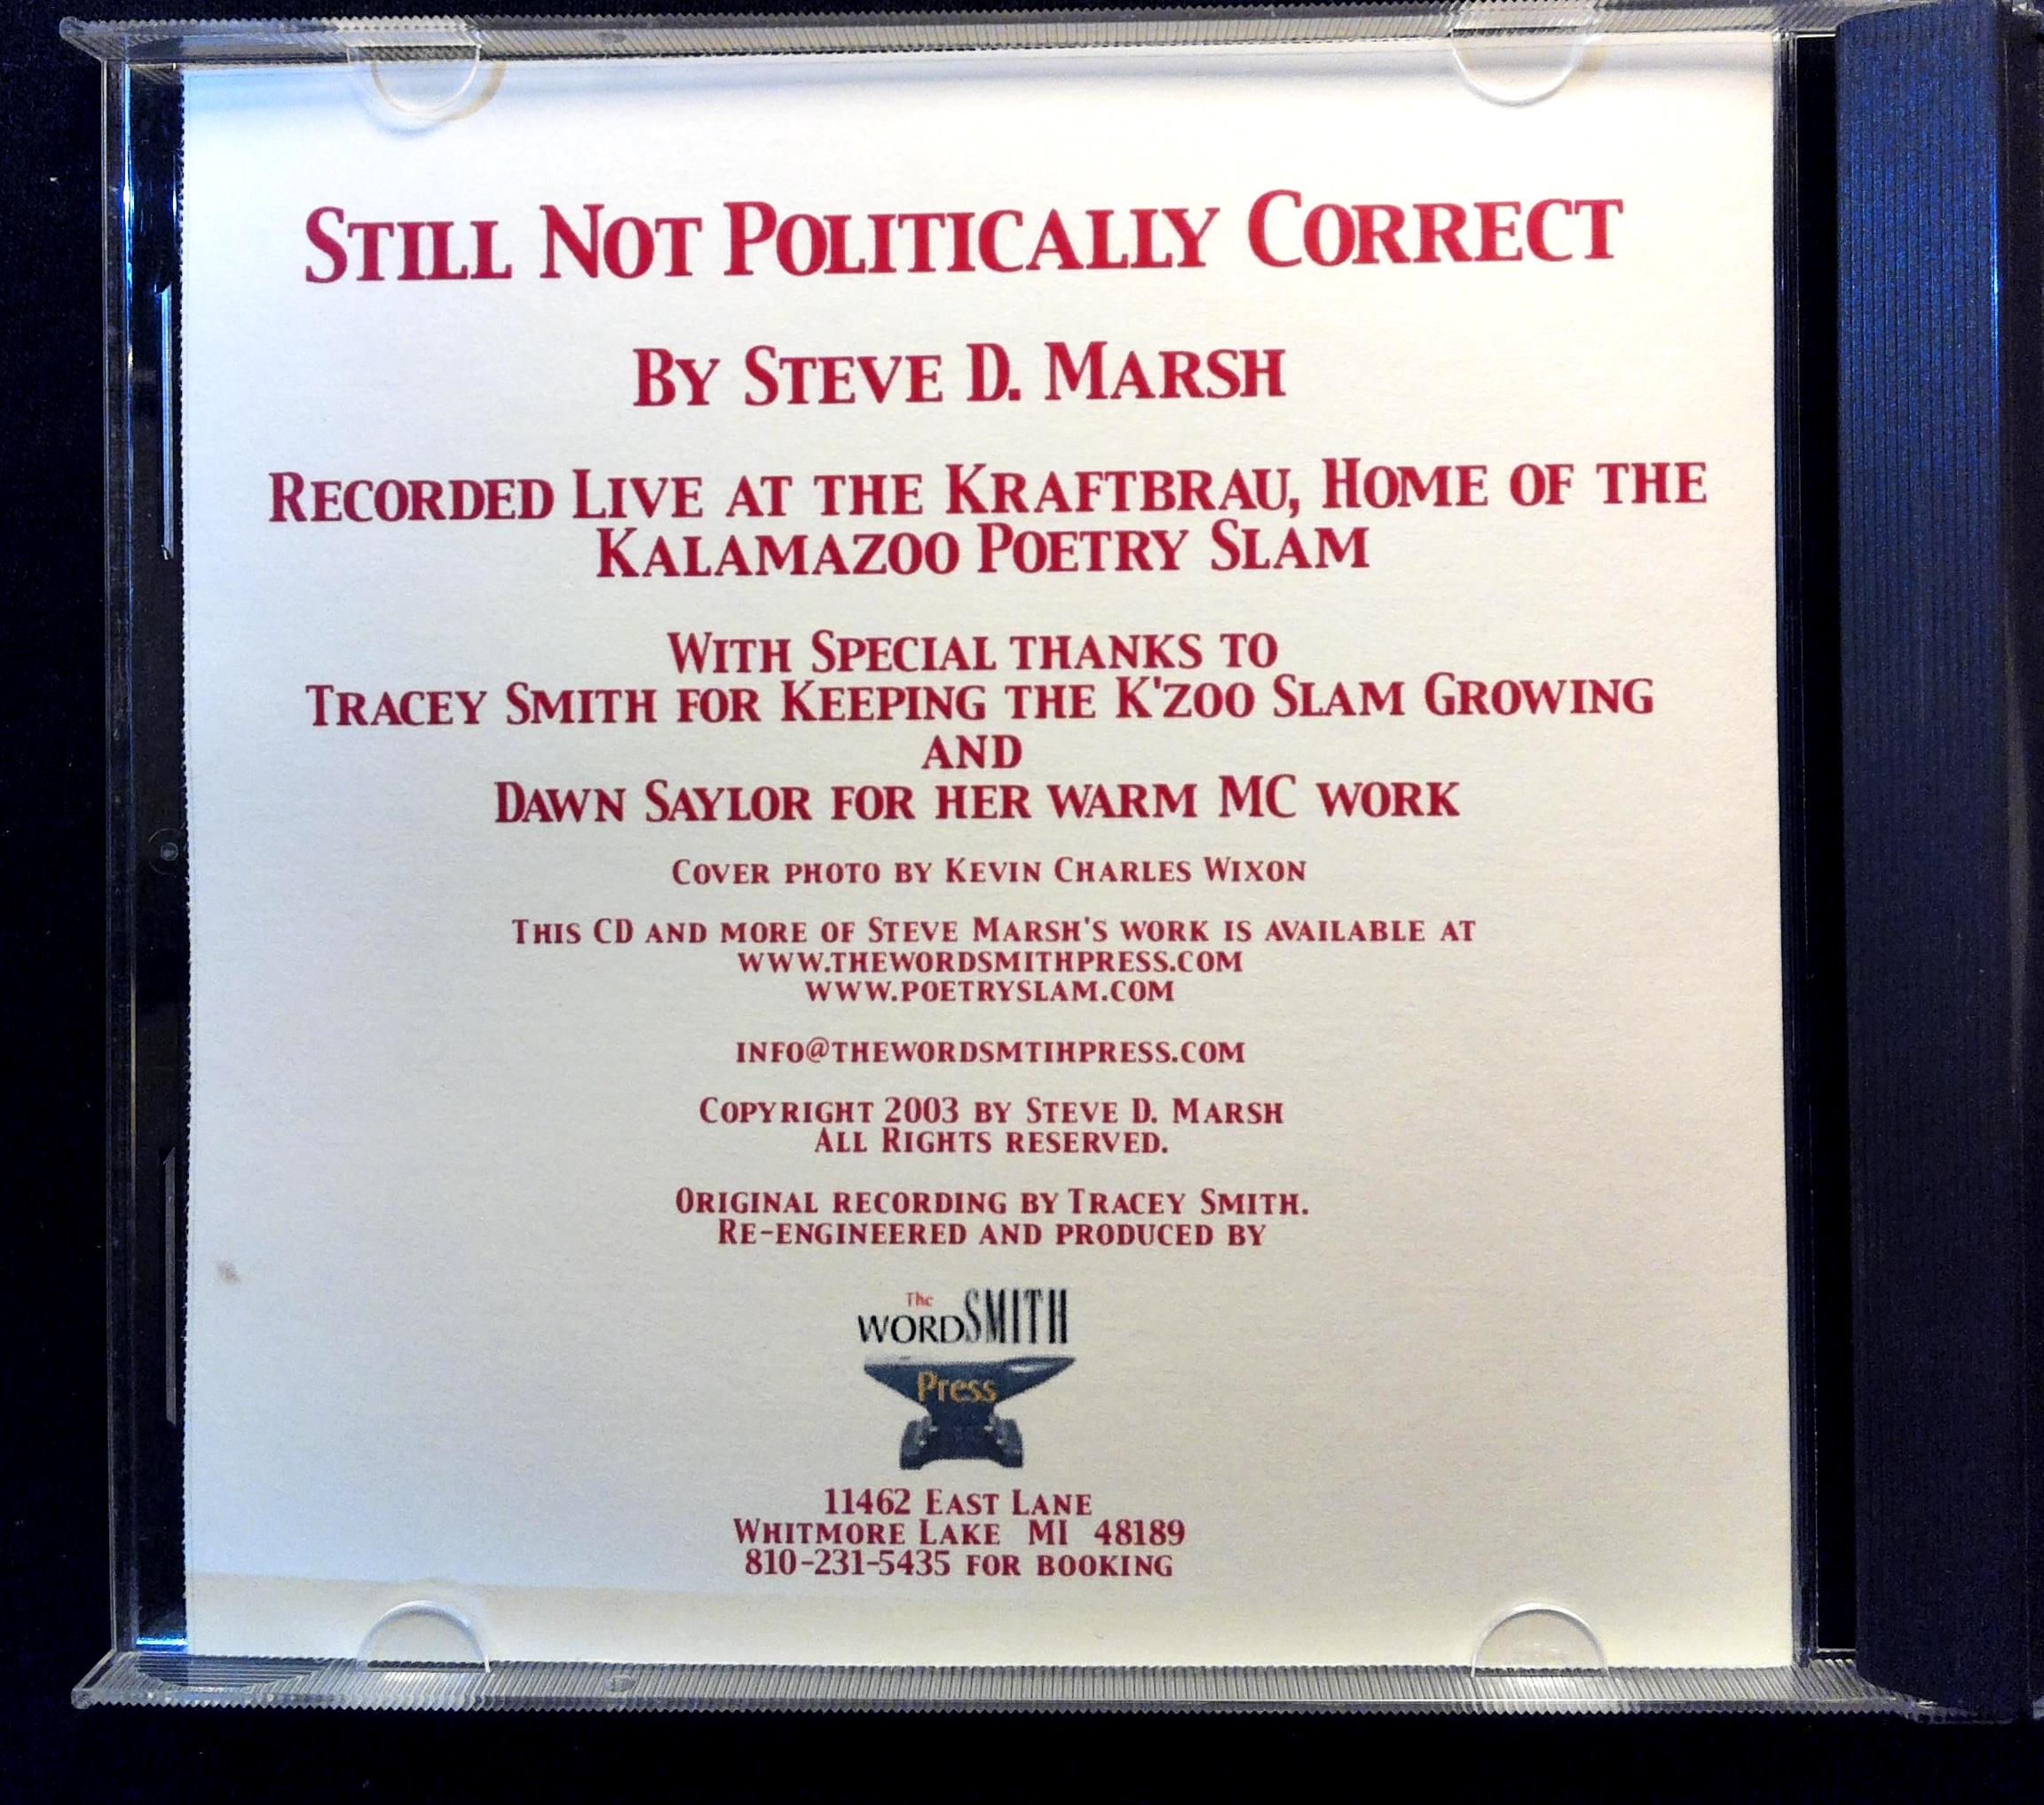 Still Not Politically Correct
By Steve D. Marsh
Recorded Live at the Kraftbrau, Home of the
Kalamazoo Poetry Slam
With Special thanks to
Tracey Smith for Keeping the K'zoo Slam Growing
and
Dawn Saylor for her warm MC work
Cover photo by Kevin Charles Wixon
This CD and more of Steve Marsh's work is available at
www.thewordsmithpress.com
www.poetryslam.com
info@thewordsmtihpress.com
Copyright 2003 by Steve D. Marsh
All Rights reserved.
Original recording by Tracey Smith.
Re-engineered and produced by
The
WORDSMITH
Press
11462 East Lane
Whitmore Lake MI 48189
810-231-5435 for booking